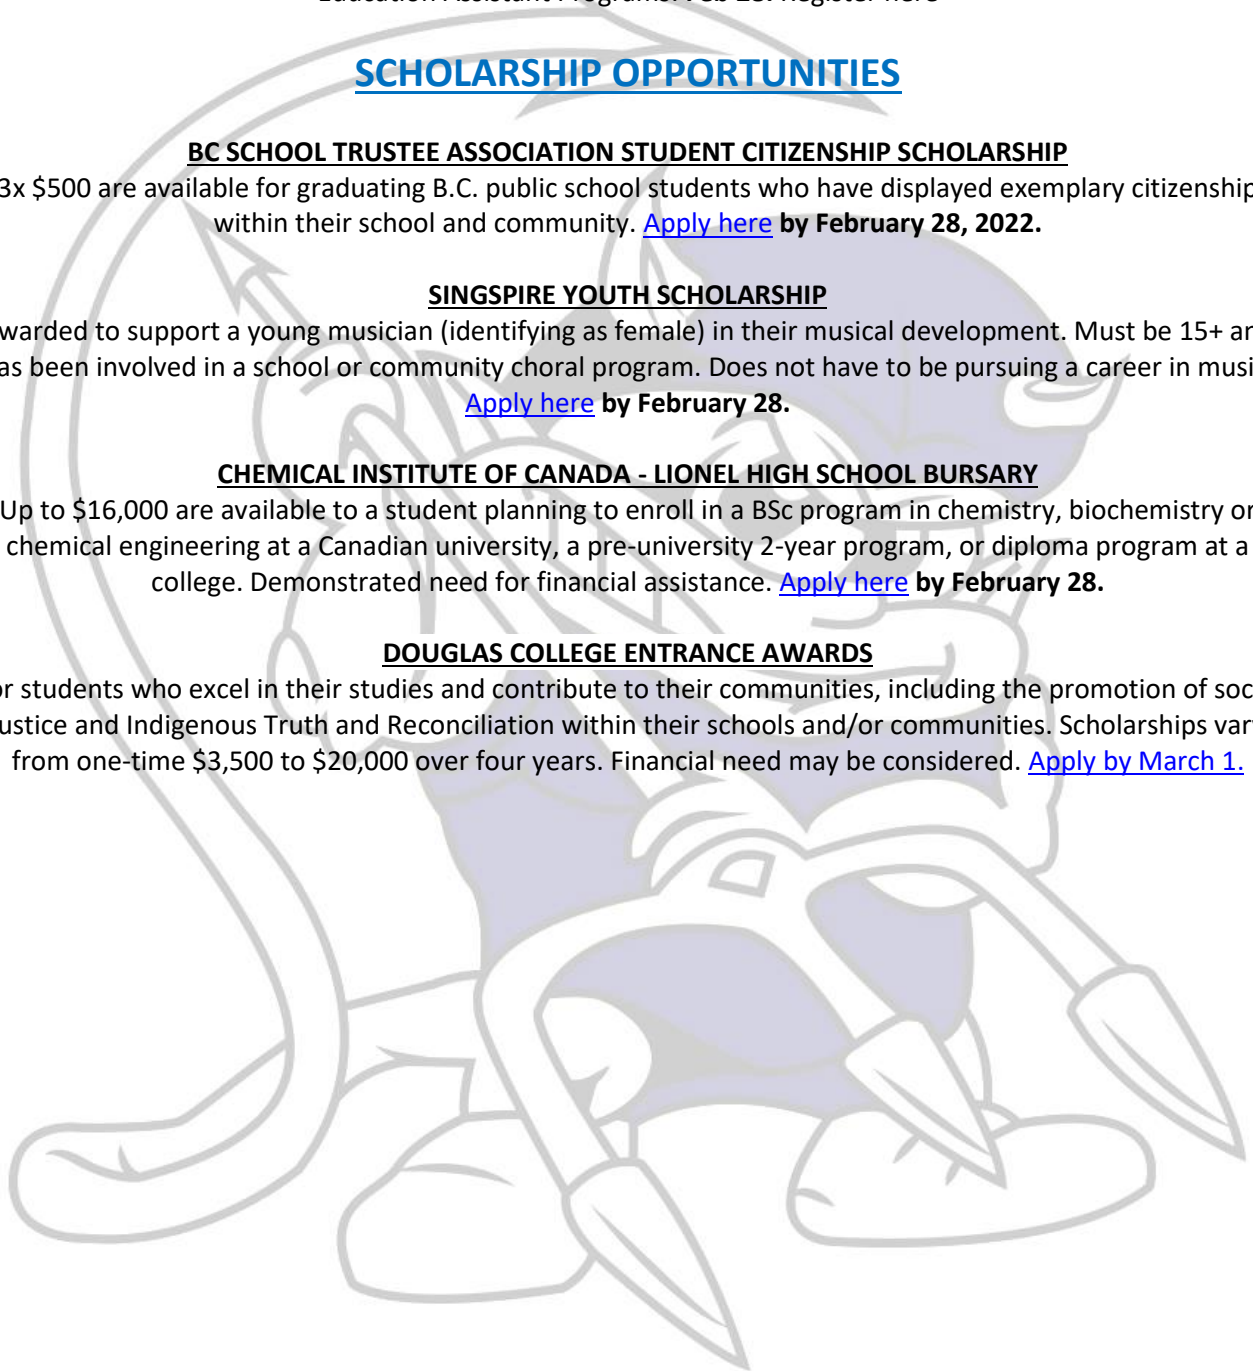 SCHOLARSHIP OPPORTUNITIES
BC SCHOOL TRUSTEE ASSOCIATION STUDENT CITIZENSHIP SCHOLARSHIP
3x $500 are available for graduating B.C. public school students who have displayed exemplary citizenship
within their school and community. Apply here by February 28, 2022.
SINGSPIRE YOUTH SCHOLARSHIP
warded to support a young musician (identifying as female) in their musical development. Must be 15+ an
as been involved in a school or community choral program. Does not have to be pursuing a career in musi
Apply here by February 28.
CHEMICAL INSTITUTE OF CANADA - LIONEL HIGH SCHOOL BURSARY
Up to $16,000 are available to a student planning to enroll in a BSc program in chemistry, biochemistry or
chemical engineering at a Canadian university, a pre-university 2-year program, or diploma program at a
college. Demonstrated need for financial assistance. Apply here by February 28.
DOUGLAS COLLEGE ENTRANCE AWARDS
or students who excel in their studies and contribute to their communities, including the promotion of soc
ustice and Indigenous Truth and Reconciliation within their schools and/or communities. Scholarships var
from one-time $3,500 to $20,000 over four years. Financial need may be considered. Apply by March 1.